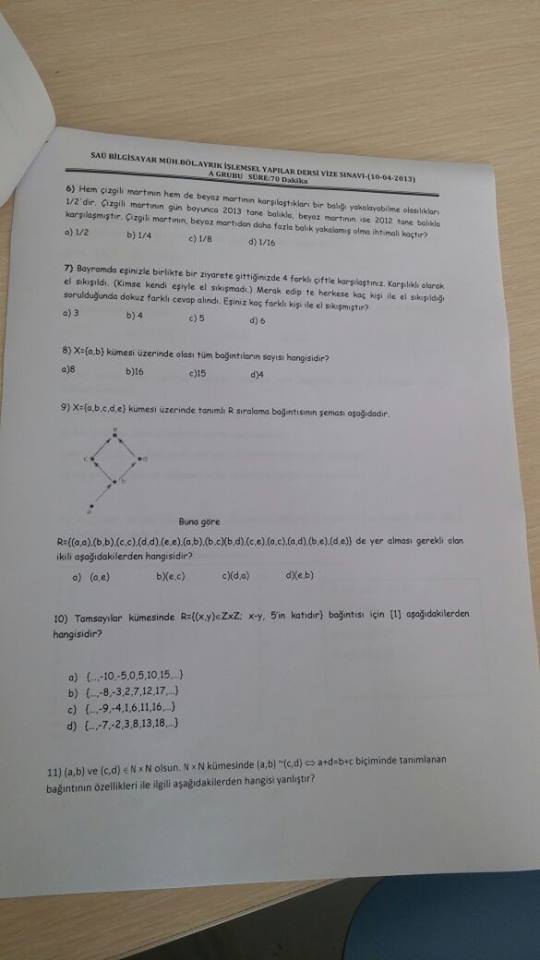 SAÜ BİLGİSAYAR MÜH.BÖL.AYRIK İŞLEMSEL YAPILAR DERSİ VİZE SINAVI-(10-04-2013)
A GRUBU SÜRE:70 Dakika
6) Hem çizgili martının hem de beyaz martının karşılaştıkları bir balığı yakalayabilme olasılıkları
1/2'dir. Çizgili martının gün boyunca 2013 tane balıkla, beyaz martının ise 2012 tane balıkla
karşılaşmıştır. Çizgili martının, beyaz martıdan daha fazla balık yakalamış olma ihtimali kaçtır?
a) 1/2 b) 1/4 c) 1/8 d) 1/16
7) Bayramda eşinizle birlikte bir ziyarete gittiğinizde 4 farklı çiftle karşılaştınız. Karşılıklı olarak
el sıkışıldı. (Kimse kendi eşiyle el sıkışmadı.) Merak edip te herkese kaç kişi ile el sıkışıldığı
sorulduğunda dokuz farklı cevap alındı. Eşiniz kaç farklı kişi ile el sıkışmıştır?
a) 3 b) 4 c) 5 d) 6
8) X={a,b} kümesi üzerinde olası tüm bağıntıların sayısı hangisidir?
a)8 b)16 c)15 d)4
9) X={a,b,c,d,e} kümesi üzerinde tanımlı R sıralama bağıntısının şeması aşağıdadır.
e
c d
b
a
Buna göre
R={(a,a),(b,b),(c,c),(d,d),(e,e),(a,b),(b,c)(b,d),(c,e),(a,c),(a,d),(b,e),(d,e)} de yer alması gerekli olan
ikili aşağıdakilerden hangisidir?
a) (a,e) b)(e,c) c)(d,a) d)(e,b)
10) Tamsayılar kümesinde R={(x,y)∈ZxZ; x-y, 5'in katıdır} bağıntısı için [1] aşağıdakilerden
hangisidir?
a) {...,-10,-5,0,5,10,15,...}
b) {...,-8,-3,2,7,12,17,...}
c) {...,-9,-4,1,6,11,16,...}
d) {...,-7,-2,3,8,13,18,...}
11) (a,b) ve (c,d) ∈ N × N olsun. N × N kümesinde (a,b) ~(c,d) ⇔ a+d=b+c biçiminde tanımlanan
bağıntının özellikleri ile ilgili aşağıdakilerden hangisi yanlıştır?